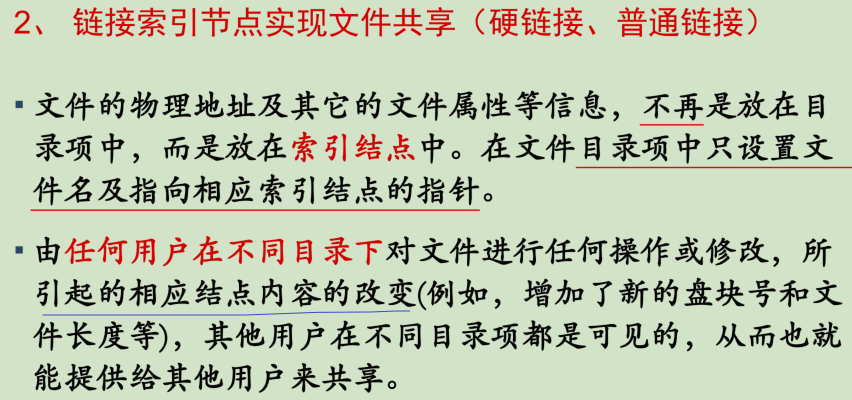 2、 链接索引节点实现文件共享（硬链接、普通链接）
▪ 文件的物理地址及其它的文件属性等信息，不再是放在目
录项中，而是放在索引结点中。在文件目录项中只设置文
件名及指向相应索引结点的指针。
▪ 由任何用户在不同目录下对文件进行任何操作或修改，所
引起的相应结点内容的改变(例如，增加了新的盘块号和文
件长度等)，其他用户在不同目录项都是可见的，从而也就
能提供给其他用户来共享。